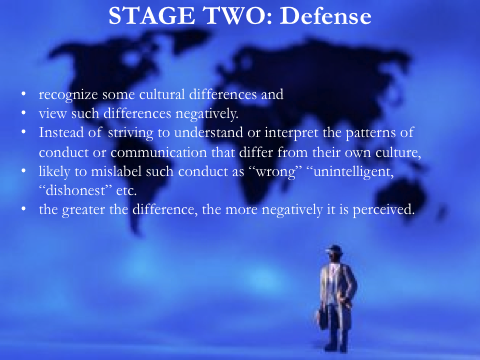 STAGE TWO: Defense
• recognize some cultural differences and
• view such differences negatively.
• Instead of striving to understand or interpret the patterns of
conduct or communication that differ from their own culture,
• likely to mislabel such conduct as “wrong” “unintelligent,
“dishonest” etc.
• the greater the difference, the more negatively it is perceived.